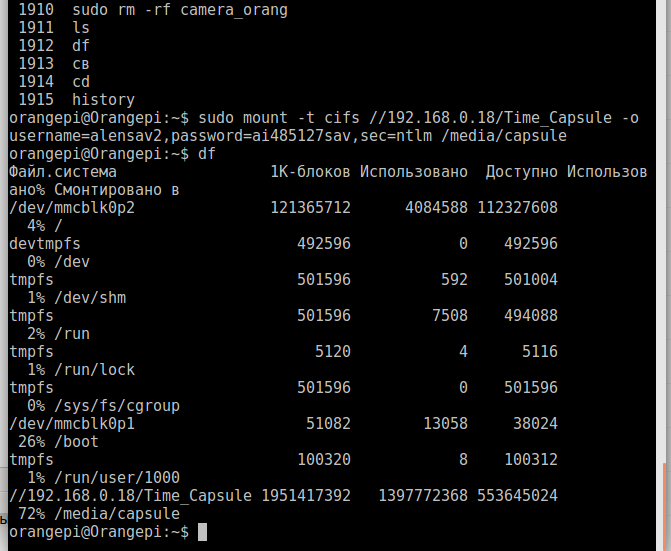 1910  sudo rm -rf camera_orang
1911  ls
1912  df
1913  св
1914  cd
1915  history
orangepi@Orangepi:~$ sudo mount -t cifs //192.168.0.18/Time_Capsule -o
username=alensav2,password=ai485127sav,sec=ntlm /media/capsule
orangepi@Orangepi:~$ df
Файл.система                 1K-блоков Использовано  Доступно Использов
ано% Смонтировано в
/dev/mmcblk0p2               121365712      4084588 112327608
  4% /
devtmpfs                        492596            0    492596
  0% /dev
tmpfs                           501596          592    501004
  1% /dev/shm
tmpfs                           501596         7508    494088
  2% /run
tmpfs                             5120            4      5116
  1% /run/lock
tmpfs                           501596            0    501596
  0% /sys/fs/cgroup
/dev/mmcblk0p1                   51082        13058     38024
 26% /boot
tmpfs                           100320            8    100312
  1% /run/user/1000
//192.168.0.18/Time_Capsule 1951417392   1397772368 553645024
 72% /media/capsule
orangepi@Orangepi:~$